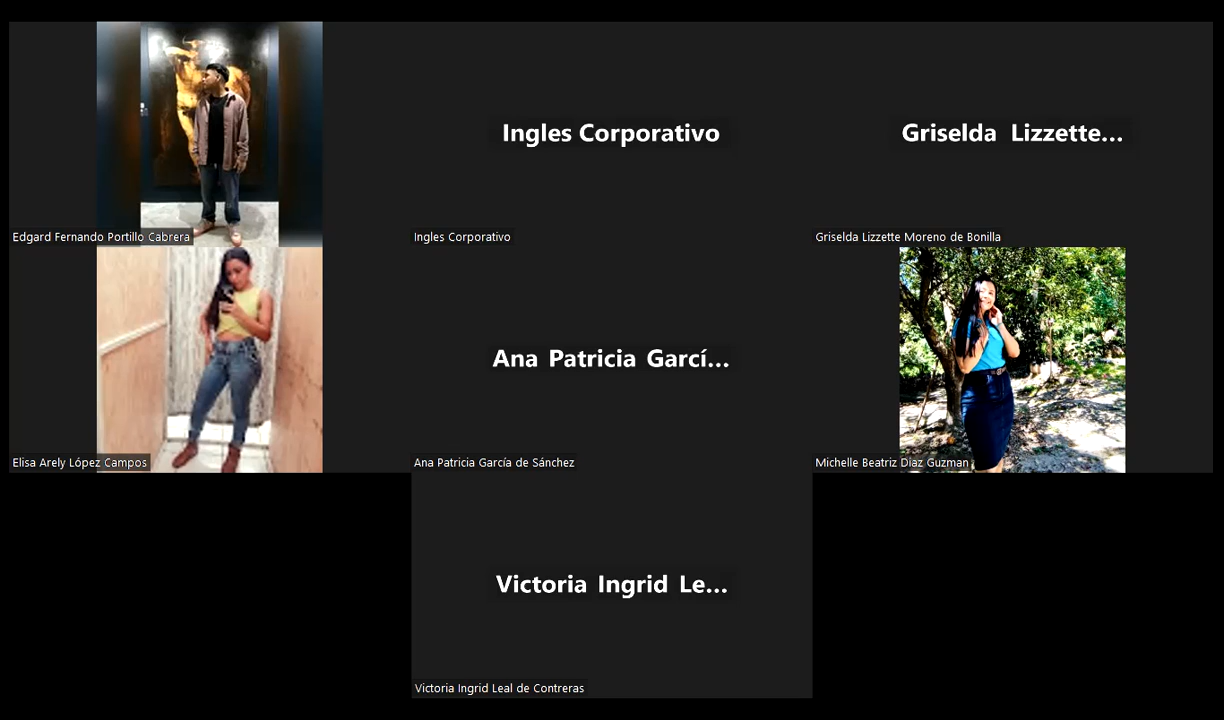 Ingles Corporativo
Griselda Lizzette...
Edgard Fernando Portillo Cabrera
Ingles Corporativo
Griselda Lizzette Moreno de Bonilla
Ana Patricia Garcí...
Elisa Arely López Campos
Ana Patricia García de Sánchez
Michelle Beatriz Diaz Guzman
Victoria Ingrid Le...
Victoria Ingrid Leal de Contreras